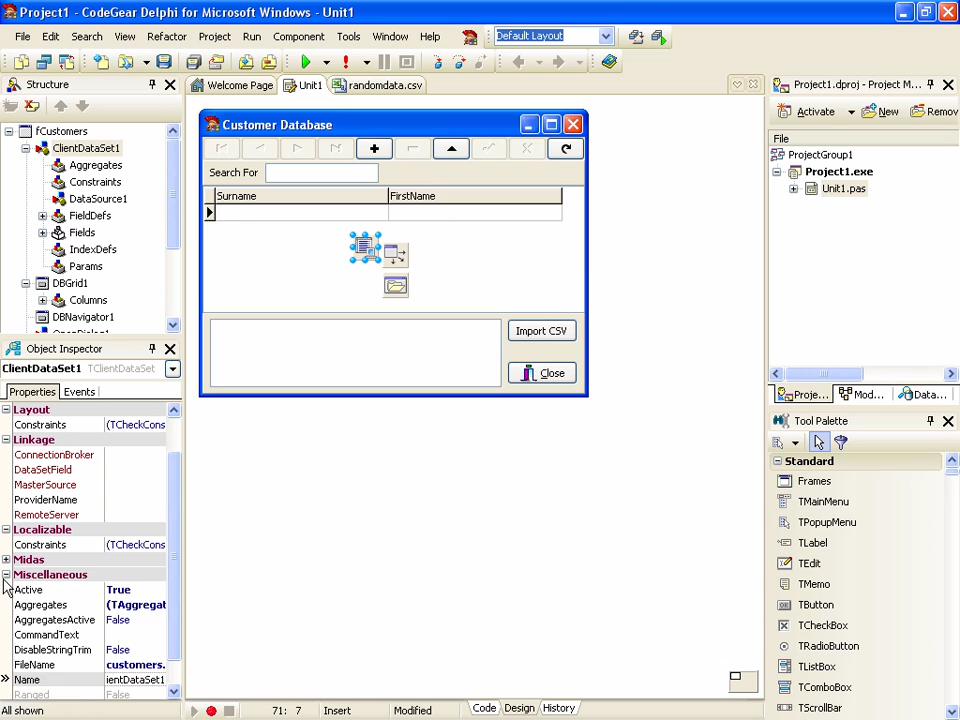 Project1 - CodeGear Delphi for Microsoft Windows - Unit1
File Edit Search View Refactor Project Run Component Tools Window Help Default Layout
Structure
Welcome Page Unit1 randomdata.csv
Project1.dproj - Project M...
fCustomers
ClientDataSet1
Aggregates
Constraints
DataSource1
FieldDefs
Fields
IndexDefs
Params
DBGrid1
Columns
DBNavigator1
Customer Database
Search For
Surname FirstName
Import CSV
Close
Activate New Remov
File
ProjectGroup1
Project1.exe
Unit1.pas
Proje... Mod... Data...
Object Inspector
ClientDataSet1 TClientDataSet
Properties Events
Layout
Constraints (TCheckCons
Linkage
ConnectionBroker
DataSetField
MasterSource
ProviderName
RemoteServer
Localizable
Constraints (TCheckCons
Midas
Miscellaneous
Active True
Aggregates (TAggregat
AggregatesActive False
CommandText
DisableStringTrim False
FileName customers.
Name ientDataSet1
Ranged False
All shown
Tool Palette
Standard
Frames
TMainMenu
TPopupMenu
TLabel
TEdit
TMemo
TButton
TCheckBox
TRadioButton
TListBox
TComboBox
TScrollBar
71: 7 Insert Modified Code Design History